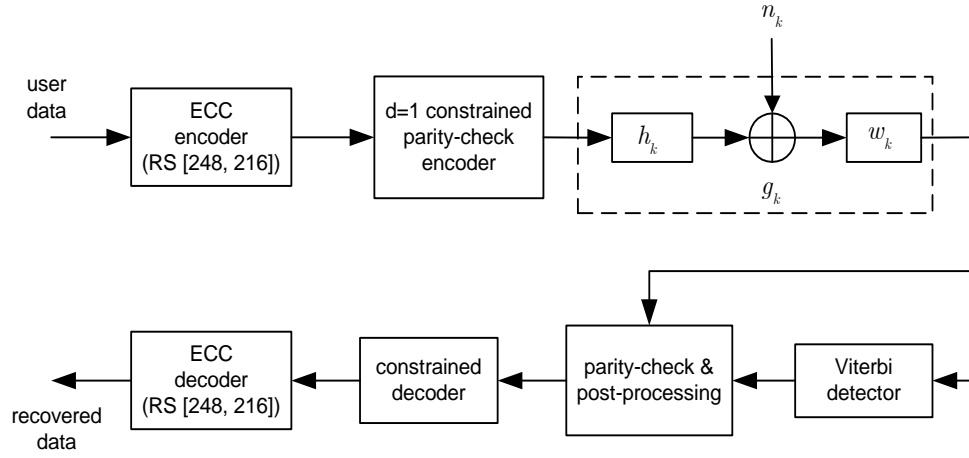 user
data
ECC
encoder
(RS [248, 216])
d=1 constrained
parity-check
encoder
h_k
n_k
w_k
g_k
ECC
decoder
(RS [248, 216])
constrained
decoder
parity-check &
post-processing
Viterbi
detector
recovered
data